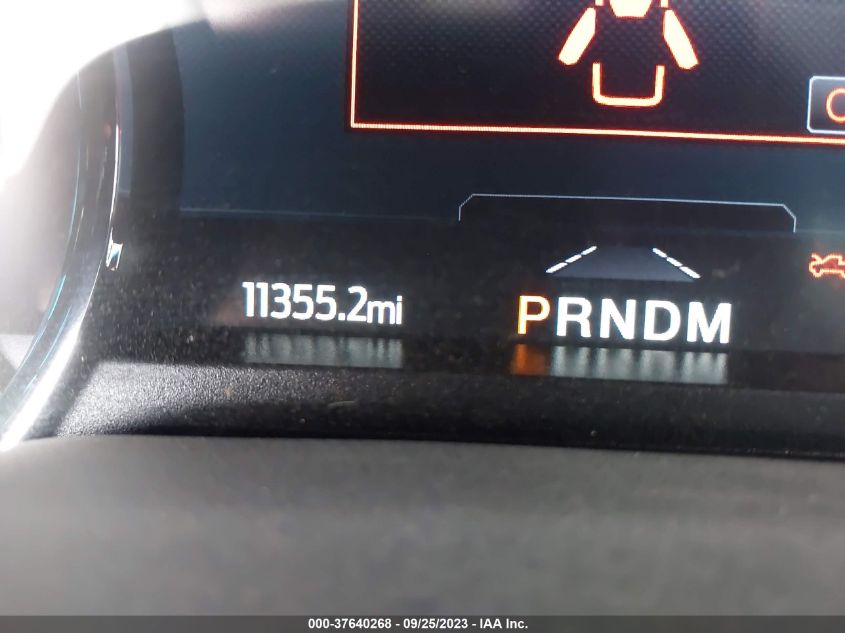 11355.2mi
PRNDM
000-37640268 - 09/25/2023 - IAA Inc.